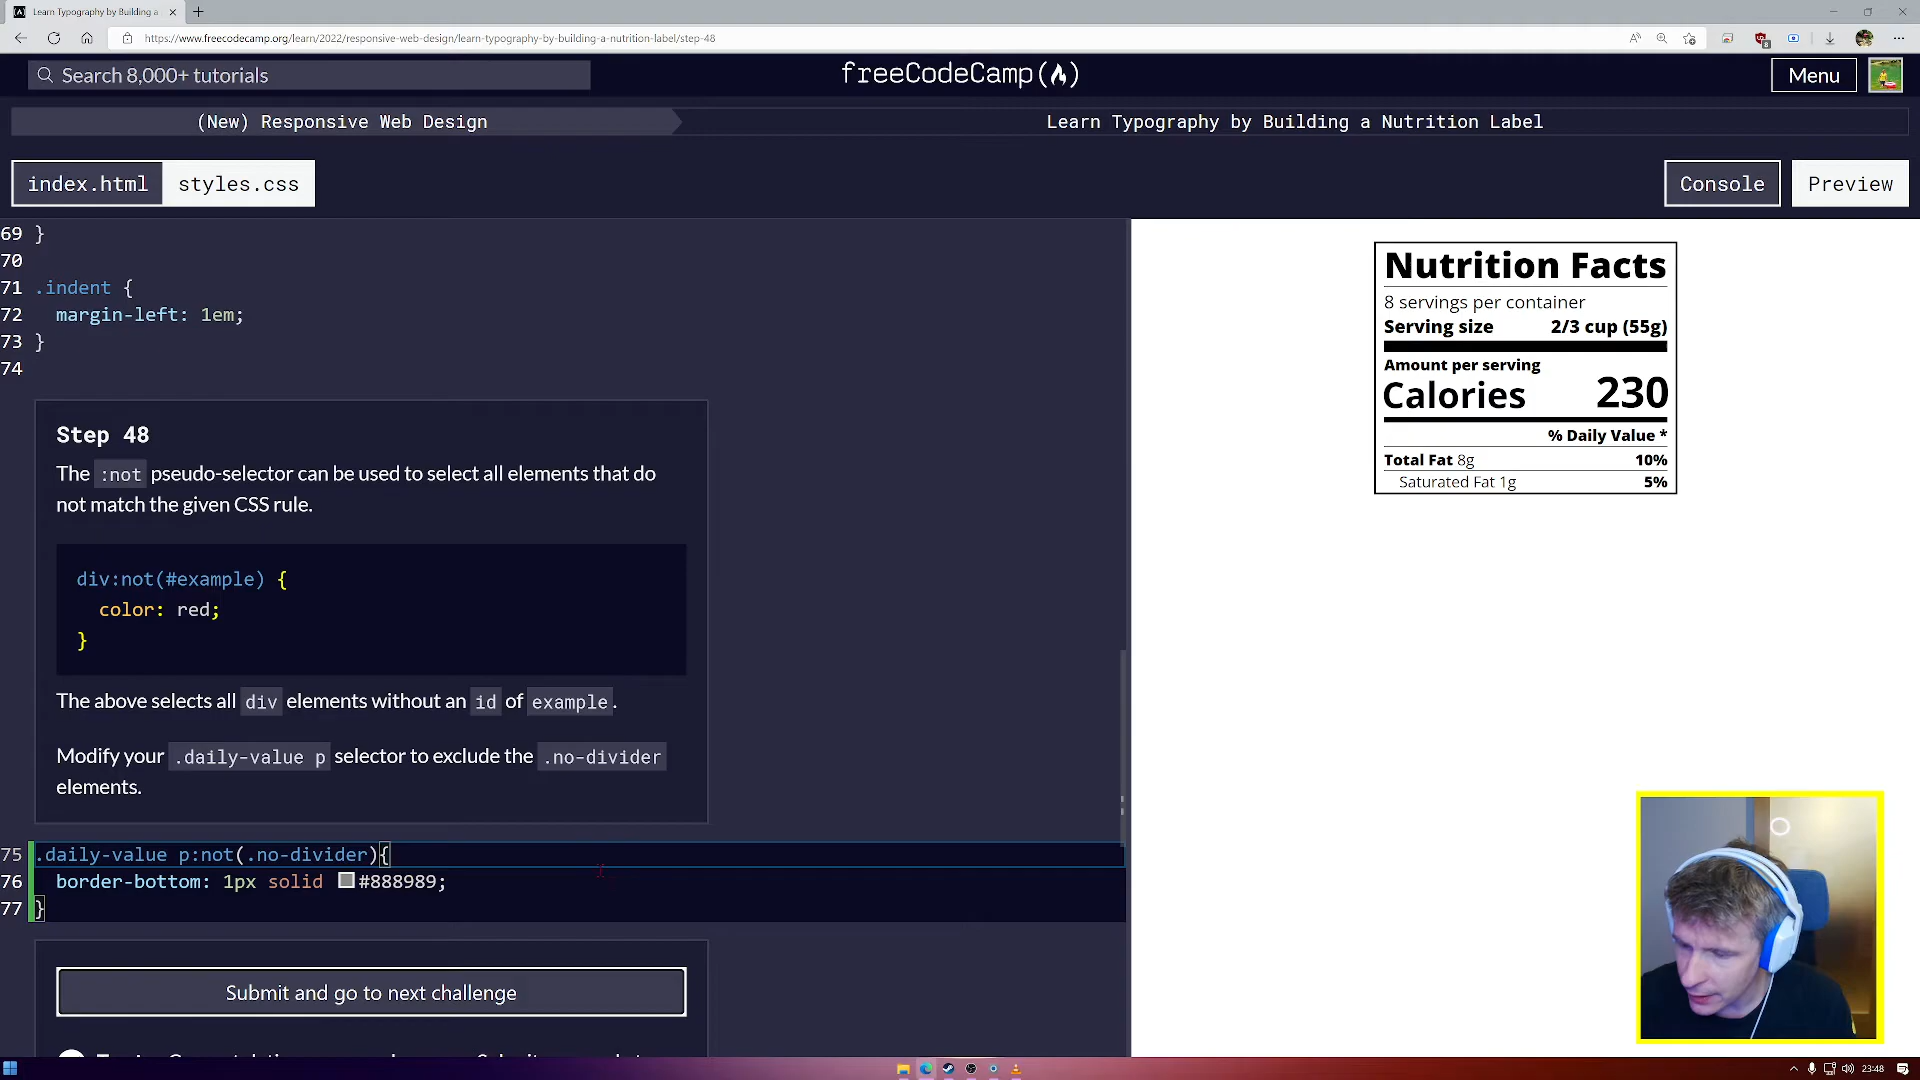 Learn Typography by Building a
https://www.freecodecamp.org/learn/2022/responsive-web-design/learn-typography-by-building-a-nutrition-label/step-48
Search 8,000+ tutorials
freeCodeCamp
Menu
(New) Responsive Web Design
Learn Typography by Building a Nutrition Label
index.html
styles.css
Console
Preview
69 }
70
71 .indent {
72 margin-left: 1em;
73 }
74
Step 48
The :not pseudo-selector can be used to select all elements that do
not match the given CSS rule.
div:not(#example) {
color: red;
}
The above selects all div elements without an id of example.
Modify your .daily-value p selector to exclude the .no-divider
elements.
75 .daily-value p:not(.no-divider){
76 border-bottom: 1px solid #888989;
77 }
Submit and go to next challenge
Nutrition Facts
8 servings per container
Serving size 2/3 cup (55g)
Amount per serving
Calories 230
% Daily Value *
Total Fat 8g 10%
Saturated Fat 1g 5%
23:48